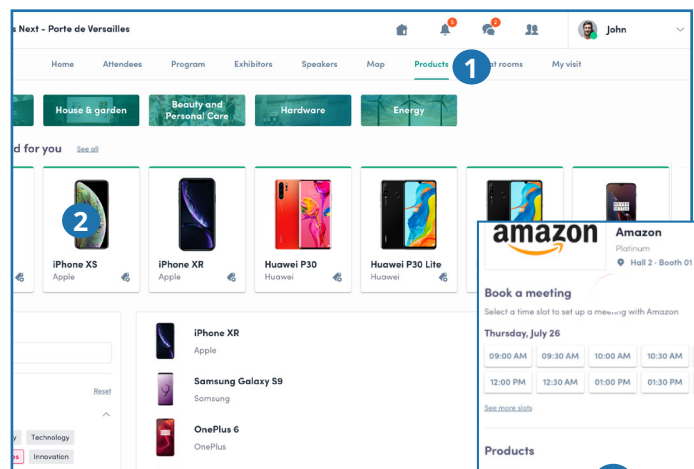 s Next - Porte de Versailles
5
2
John
Home Attendees Program Exhibitors Speakers Map Products 1 at rooms My visit
House & garden
Beauty and
Personal Care
Hardware
Energy
d for you See all
2
iPhone XS
Apple
iPhone XR
Apple
Huawei P30
Huawei
Huawei P30 Lite
Huawei
NEVER
SETTLE
Reset
y Technology
es Innovation
iPhone XR
Apple
Samsung Galaxy S9
Samsung
OnePlus 6
OnePlus
amazon
Amazon
Platinum
Hall 2 - Booth 01
Book a meeting
Select a time slot to set up a meeting with Amazon
Thursday, July 26
09:00 AM 09:30 AM 10:00 AM 10:30 AM
12:00 PM 12:30 AM 01:00 PM 01:30 PM
See more slots
Products